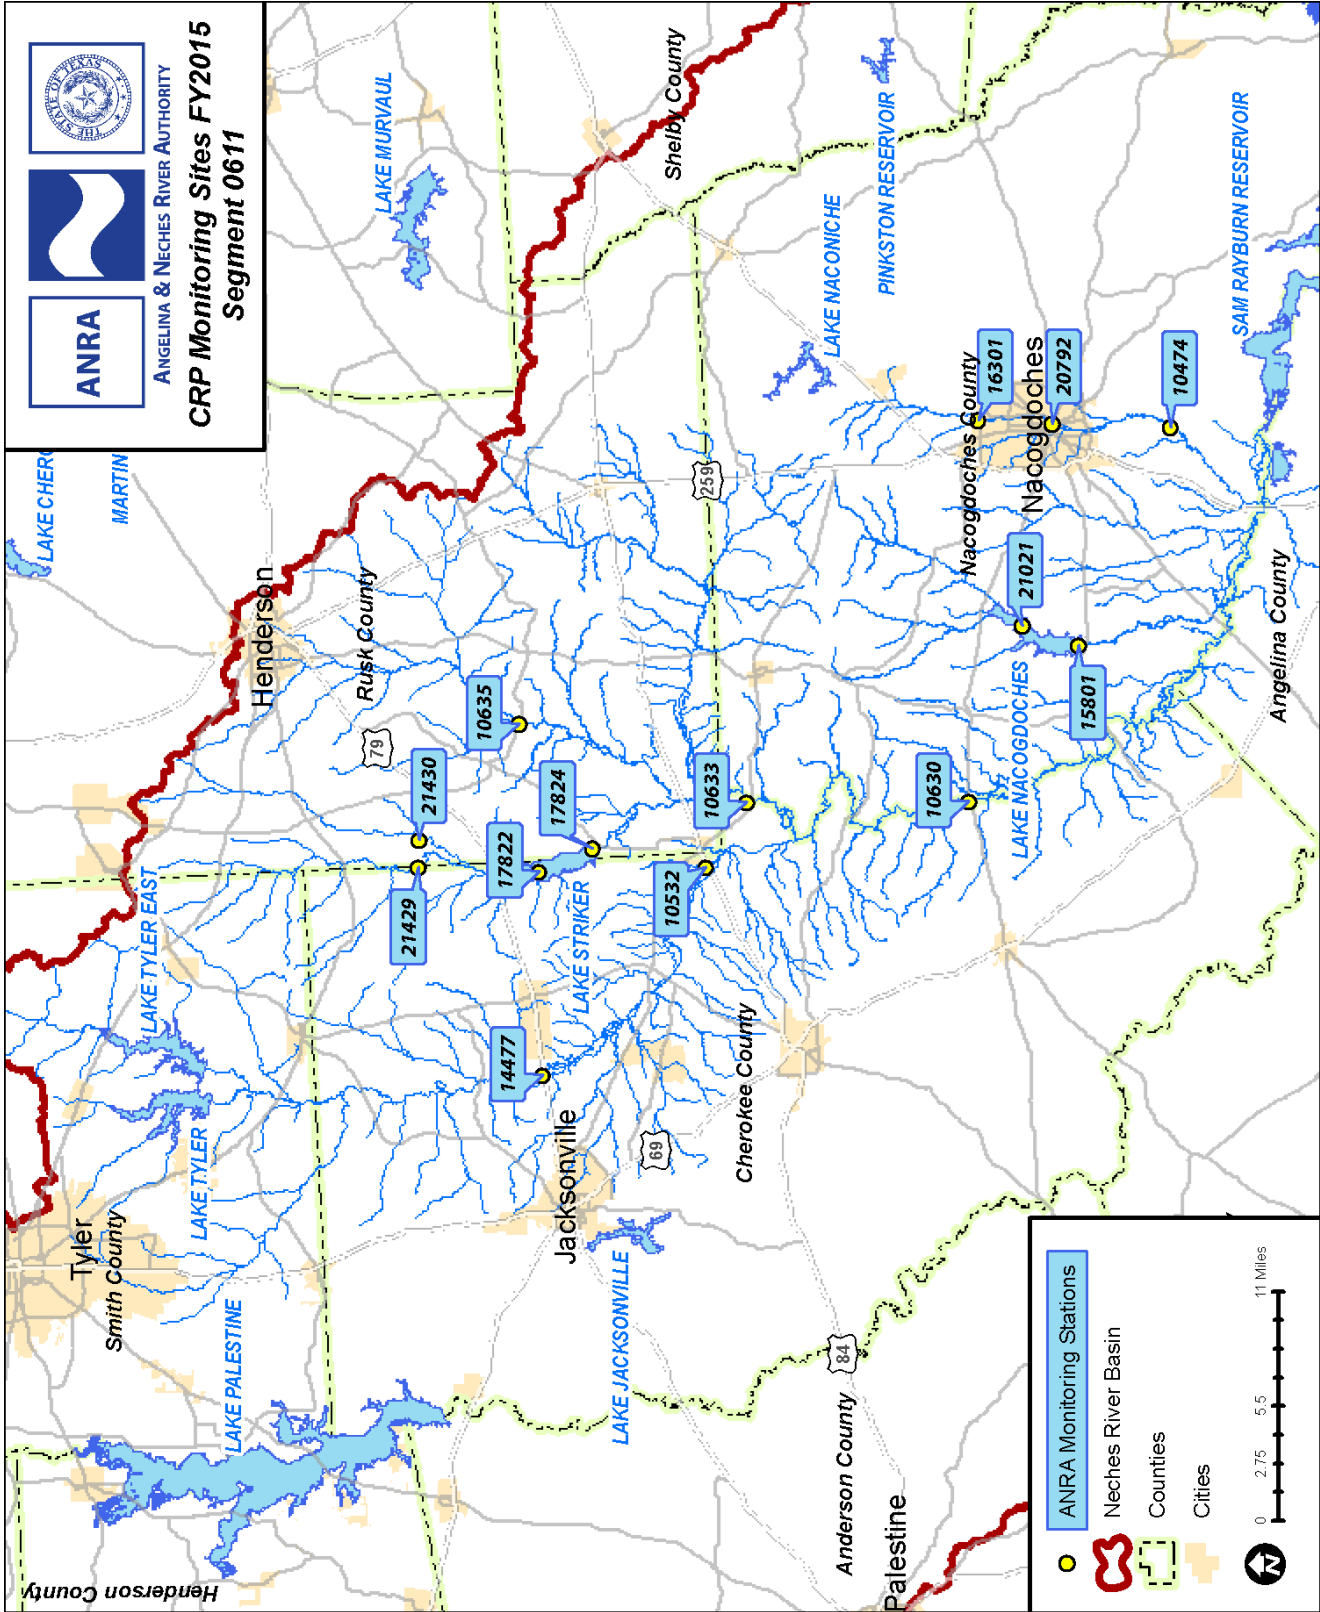 ANRA
THE STATE OF TEXAS
ANGELINA & NECHES RIVER AUTHORITY
CRP Monitoring Sites FY2015
Segment 0611
Henderson County
Smith County
Tyler
LAKE PALESTINE
LAKE TYLER
LAKE TYLER EAST
LAKE CHERO
MARTIN
Henderson
Rusk County
79
LAKE MURVAUL
Shelby County
21429
21430
10635
14477
17822
17824
Jacksonville
LAKE STRIKER
LAKE JACKSONVILLE
69
Cherokee County
10532
10633
259
Anderson County
84
Palestine
LAKE NACONICHE
PINKSTON RESERVOIR
10630
LAKE NACOGDOCHES
21021
15801
Nacogdoches County
Nacogdoches
16301
20792
10474
SAM RAYBURN RESERVOIR
Angelina County
ANRA Monitoring Stations
Neches River Basin
Counties
Cities
N
0 2.75 5.5 11 Miles